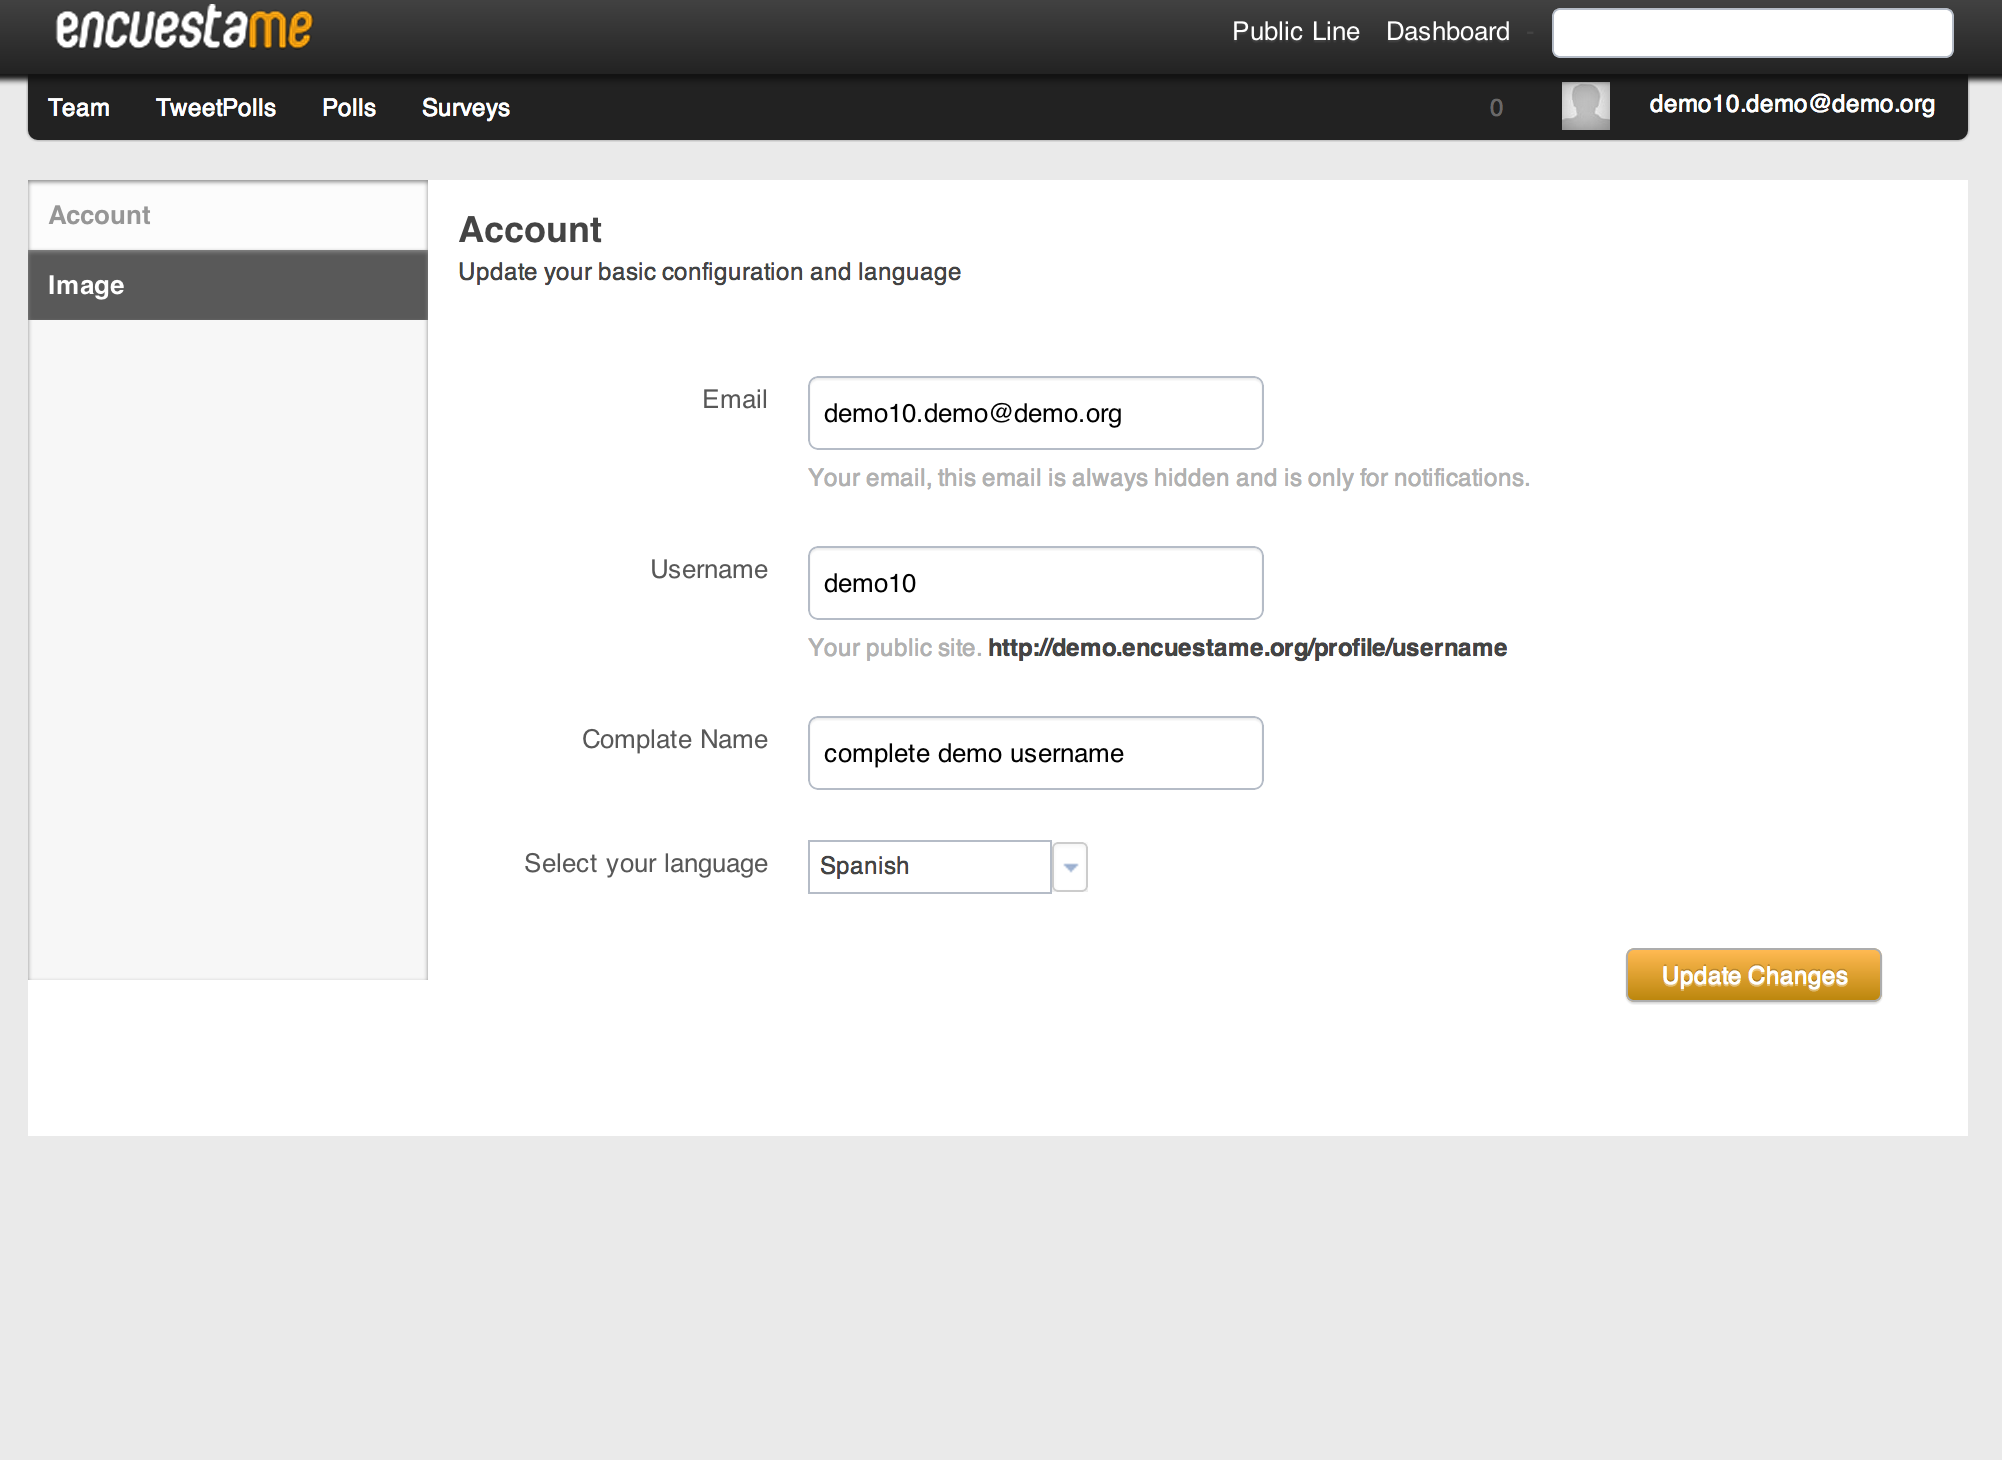 encuestame
Public Line Dashboard -
Team TweetPolls Polls Surveys 0 demo10.demo@demo.org
Account
Image
Account
Update your basic configuration and language
Email demo10.demo@demo.org
Your email, this email is always hidden and is only for notifications.
Username demo10
Your public site. http://demo.encuestame.org/profile/username
Complate Name complete demo username
Select your language Spanish
Update Changes